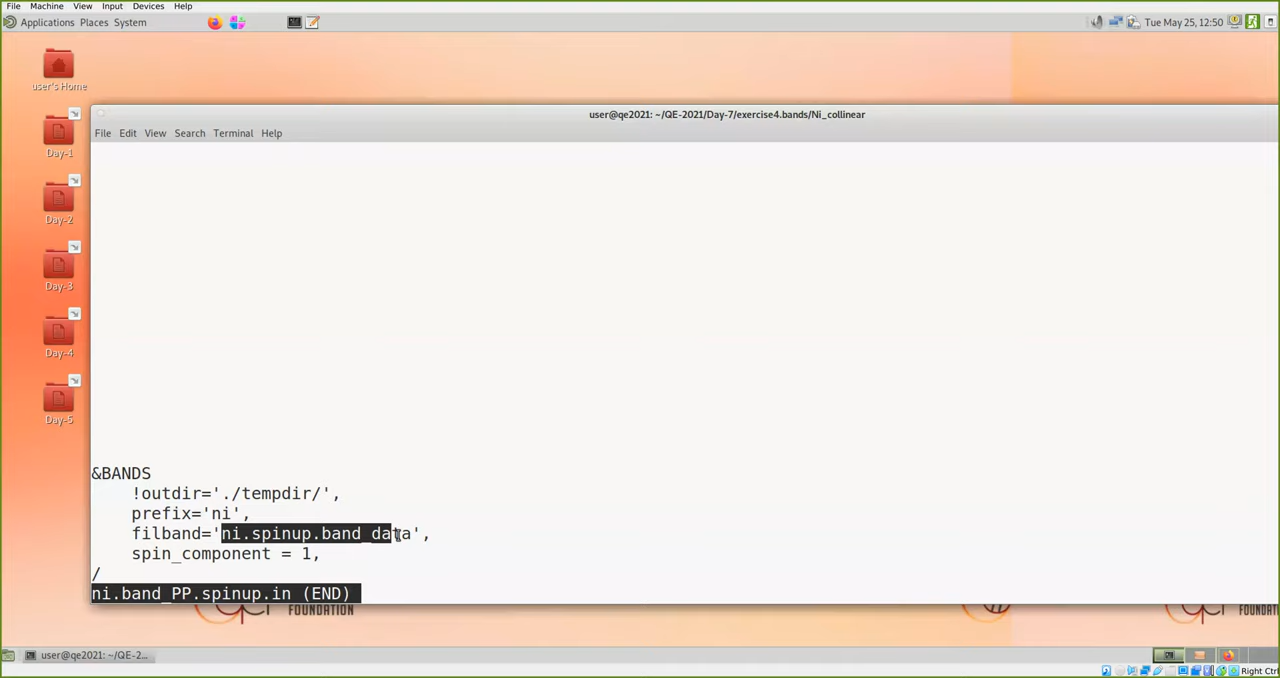 File Machine View Input Devices Help
Applications Places System
Tue May 25, 12:50
user's Home
user@qe2021: ~/QE-2021/Day-7/exercise4.bands/Ni_collinear
File Edit View Search Terminal Help
Day-1
Day-2
Day-3
Day-4
Day-5
&BANDS
!outdir='./tempdir/',
prefix='ni',
filband='ni.spinup.band_data',
spin_component = 1,
/
ni.band_PP.spinup.in (END)
FOUNDATION
FOUNDATION
user@qe2021: ~/QE-2...
Right Ctrl